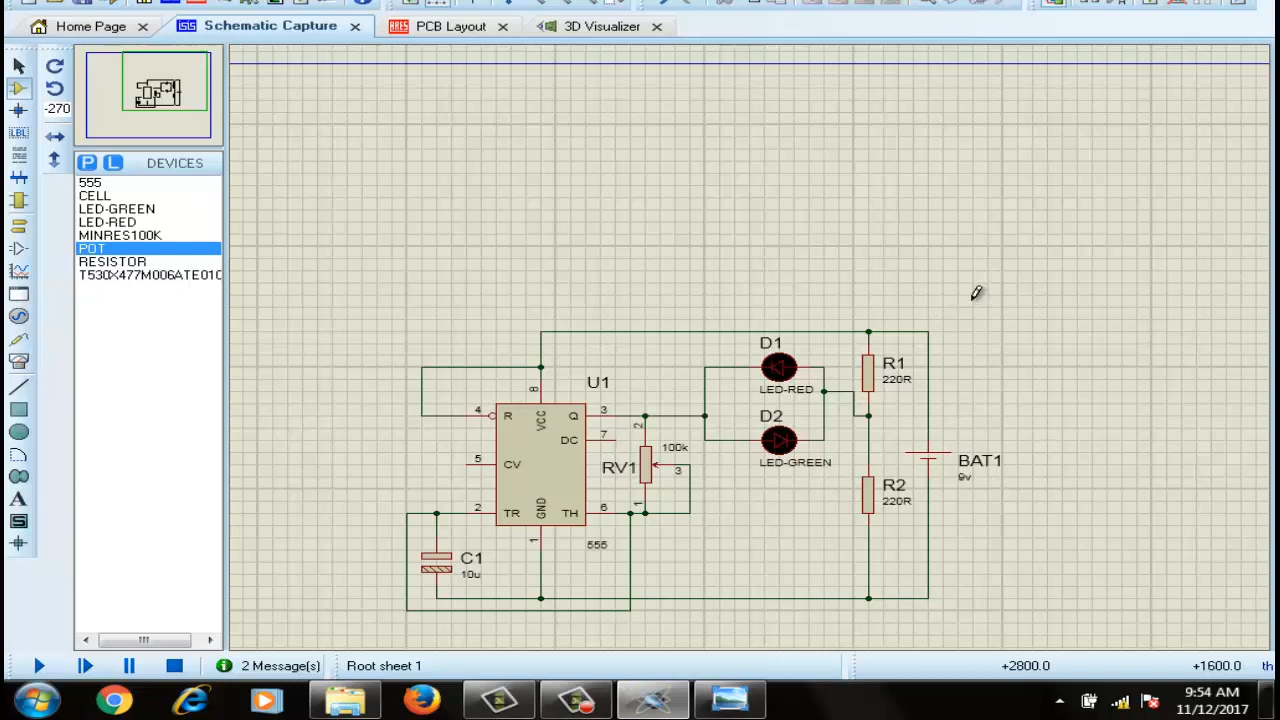 Home Page
Schematic Capture
PCB Layout
3D Visualizer
-270
LBL
P L DEVICES
555
CELL
LED-GREEN
LED-RED
MINRES100K
POT
RESISTOR
T530X477M006ATE010
A
S
U1
4 R
8 VCC
Q 3
DC 7
5 CV
2 TR
GND 1
TH 6
555
C1
10u
RV1
100k
2
3
1
D1
LED-RED
D2
LED-GREEN
R1
220R
R2
220R
BAT1
9v
2 Message(s)
Root sheet 1
+2800.0
+1600.0
th
9:54 AM
11/12/2017